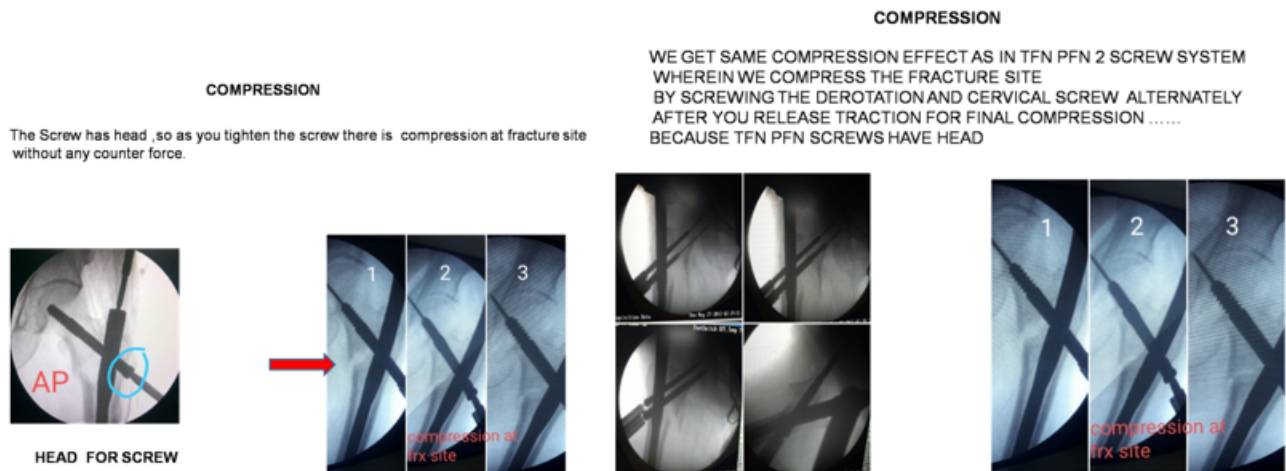 COMPRESSION
The Screw has head ,so as you tighten the screw there is compression at fracture site
without any counter force.
AP
HEAD FOR SCREW
1
2
3
compression at
frx site
COMPRESSION
WE GET SAME COMPRESSION EFFECT AS IN TFN PFN 2 SCREW SYSTEM
WHEREIN WE COMPRESS THE FRACTURE SITE
BY SCREWING THE DEROTATION AND CERVICAL SCREW ALTERNATELY
AFTER YOU RELEASE TRACTION FOR FINAL COMPRESSION ......
BECAUSE TFN PFN SCREWS HAVE HEAD
1
2
3
compression at
frx site